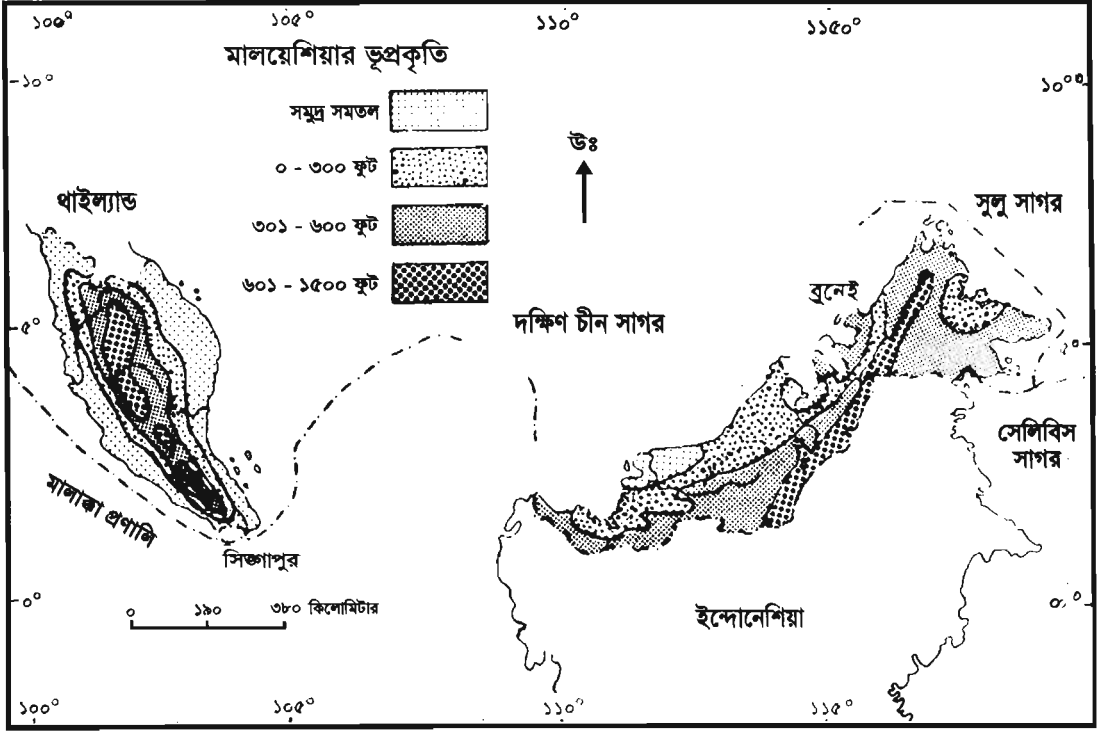 ১০০° ১০৫° ১১০° ১১৫০°
মালয়েশিয়ার ভূপ্রকৃতি
১০° ১০°°
সমুদ্র সমতল
০ - ৩০০ ফুট
৩০১ - ৬০০ ফুট
৬০১ - ১৫০০ ফুট
উঃ
থাইল্যান্ড
সুলু সাগর
ব্রুনেই
দক্ষিণ চীন সাগর
৫° ৫°
সেলিবিস
সাগর
মালাক্কা প্রণালি
সিঙ্গাপুর
০ ১৯০ ৩৮০ কিলোমিটার
ইন্দোনেশিয়া
০° ০°
১০০° ১০৫° ১১০° ১১৫°